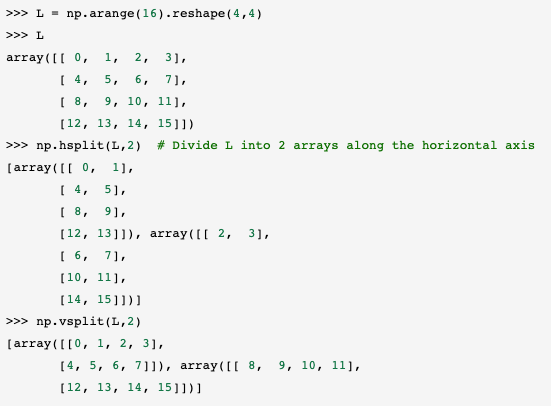 >>> L = np.arange(16).reshape(4,4)
>>> L
array([[ 0,  1,  2,  3],
       [ 4,  5,  6,  7],
       [ 8,  9, 10, 11],
       [12, 13, 14, 15]])
>>> np.hsplit(L,2)  # Divide L into 2 arrays along the horizontal axis
[array([[ 0,  1],
       [ 4,  5],
       [ 8,  9],
       [12, 13]]), array([[ 2,  3],
       [ 6,  7],
       [10, 11],
       [14, 15]])]
>>> np.vsplit(L,2)
[array([[0, 1, 2, 3],
       [4, 5, 6, 7]]), array([[ 8,  9, 10, 11],
       [12, 13, 14, 15]])]